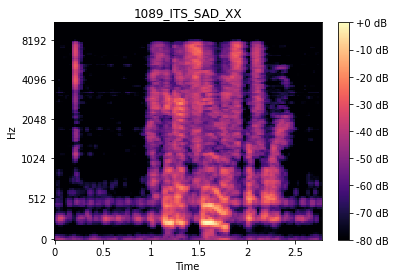 1089_ITS_SAD_XX
8192
4096
2048
1024
512
0
Hz
0
0.5
1
1.5
2
2.5
Time
+0 dB
-10 dB
-20 dB
-30 dB
-40 dB
-50 dB
-60 dB
-70 dB
-80 dB